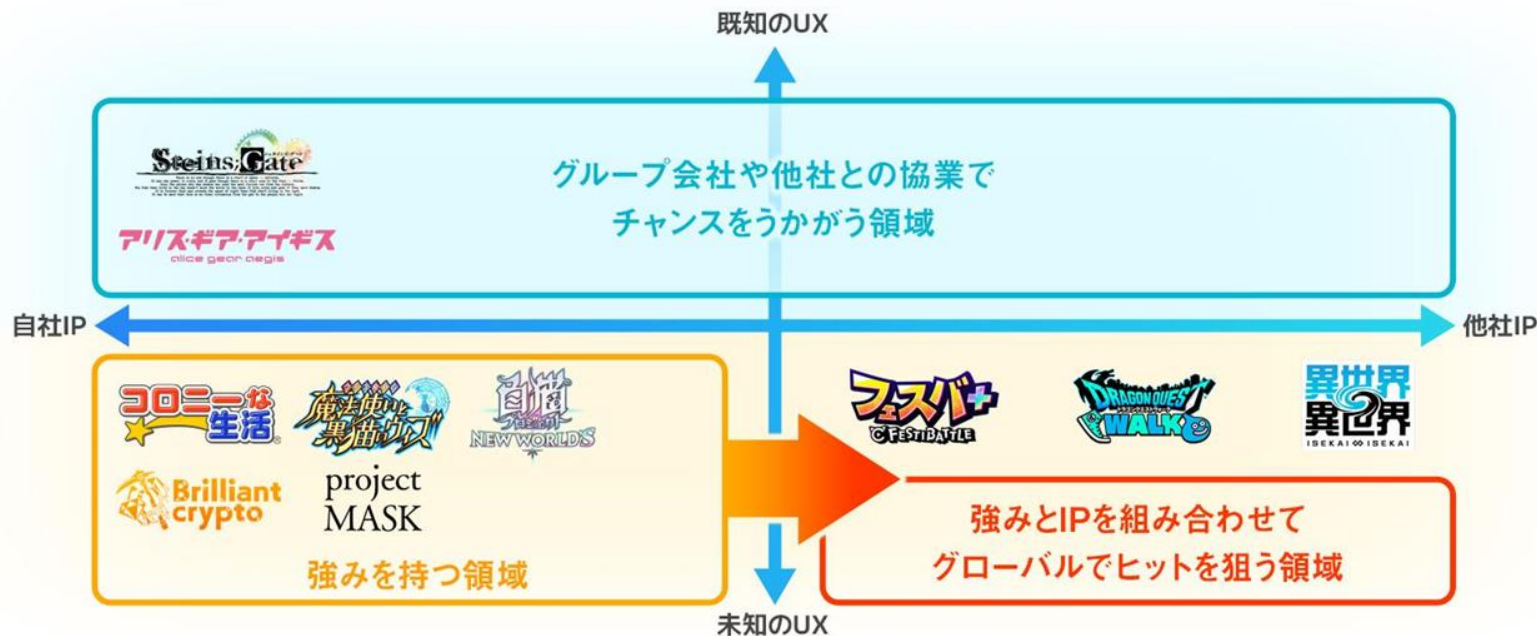 既知のUX
STEINS;GATE
グループ会社や他社との協業で
チャンスをうかがう領域
アリス・ギア・アイギス
alice gear aegis
自社IP
他社IP
コロニーな
生活
魔法使いと
黒猫のウィズ
白猫
プロジェクト
NEW WORLD'S
フェスバ+
FESTIBATTLE
DRAGON QUEST
WALK
異世界
異世界
ISEKAI∞ISEKAI
Brilliant
crypto
project
MASK
強みを持つ領域
強みとIPを組み合わせて
グローバルでヒットを狙う領域
未知のUX